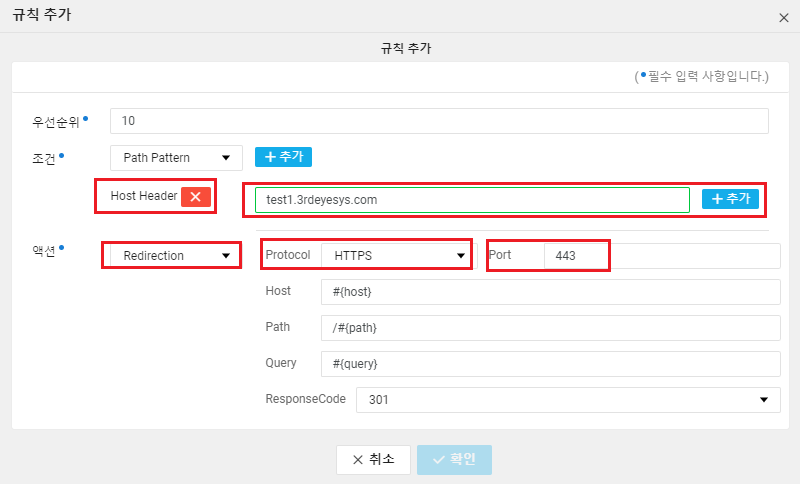 규칙 추가
규칙 추가
(필수 입력 사항입니다.)
우선순위 10
조건 Path Pattern 추가
Host Header test1.3rdeyesys.com 추가
액션 Redirection Protocol HTTPS Port 443
Host #{host}
Path /#{path}
Query #{query}
ResponseCode 301
취소 확인